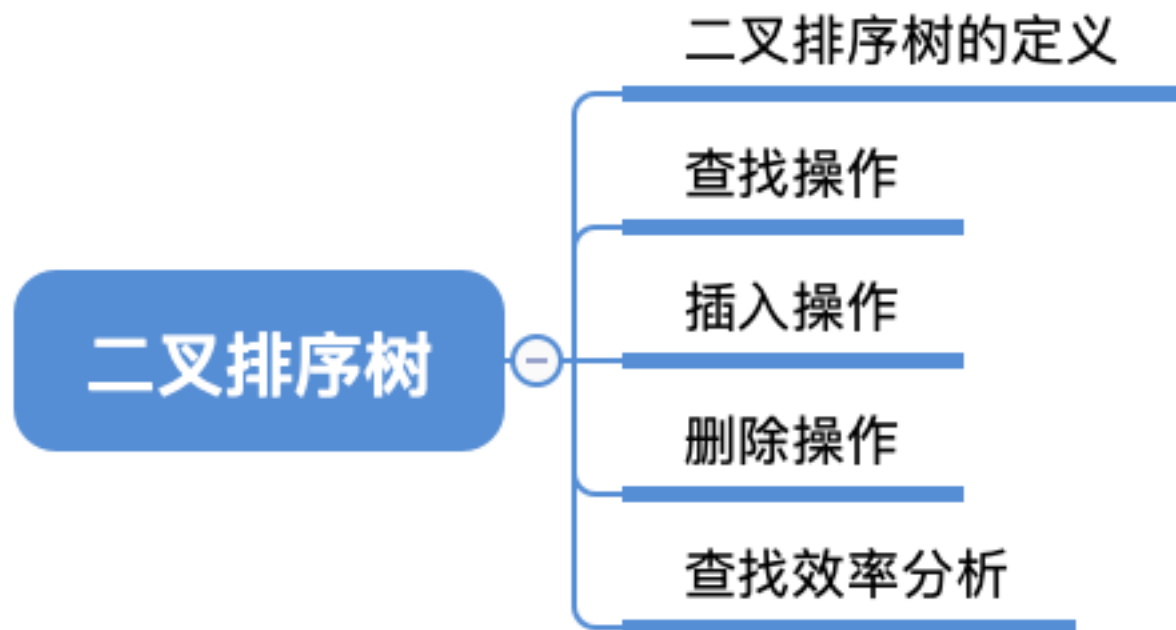 二叉排序树的定义
查找操作
插入操作
二叉排序树
删除操作
查找效率分析